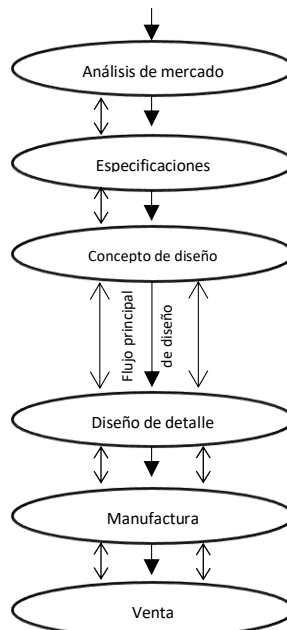 Análisis de mercado
Especificaciones
Concepto de diseño
Flujo principal
de diseño
Diseño de detalle
Manufactura
Venta